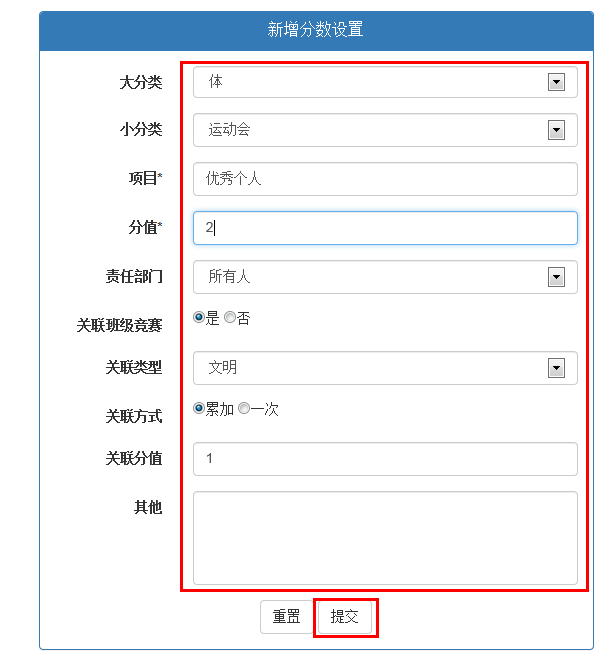 新增分数设置
大分类 体
小分类 运动会
项目* 优秀个人
分值* 2
责任部门 所有人
关联班级竞赛 是 否
关联类型 文明
关联方式 累加 一次
关联分值 1
其他
重置 提交